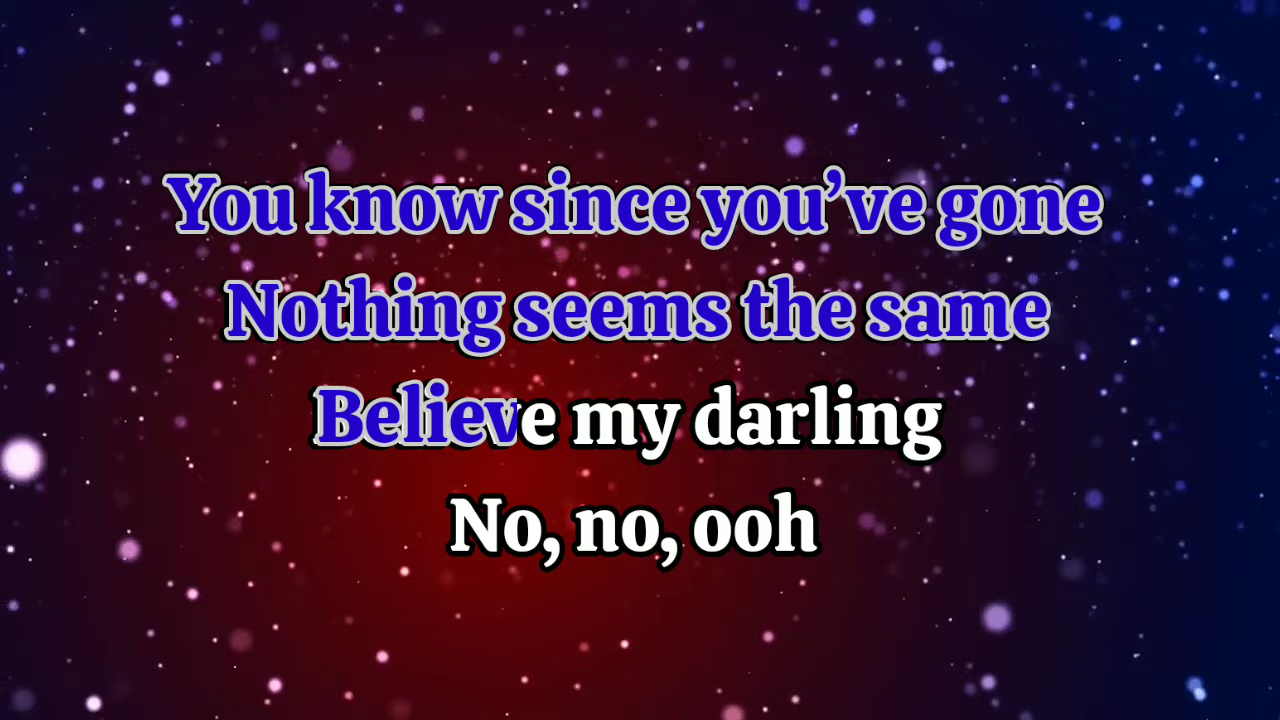 You know since you’ve gone
Nothing seems the same
Believe my darling
No, no, ooh